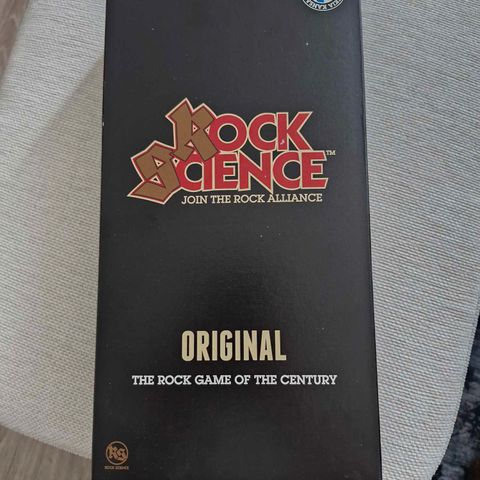 ROCK
SCIENCE™
JOIN THE ROCK ALLIANCE
ORIGINAL
THE ROCK GAME OF THE CENTURY
RS
ROCK SCIENCE